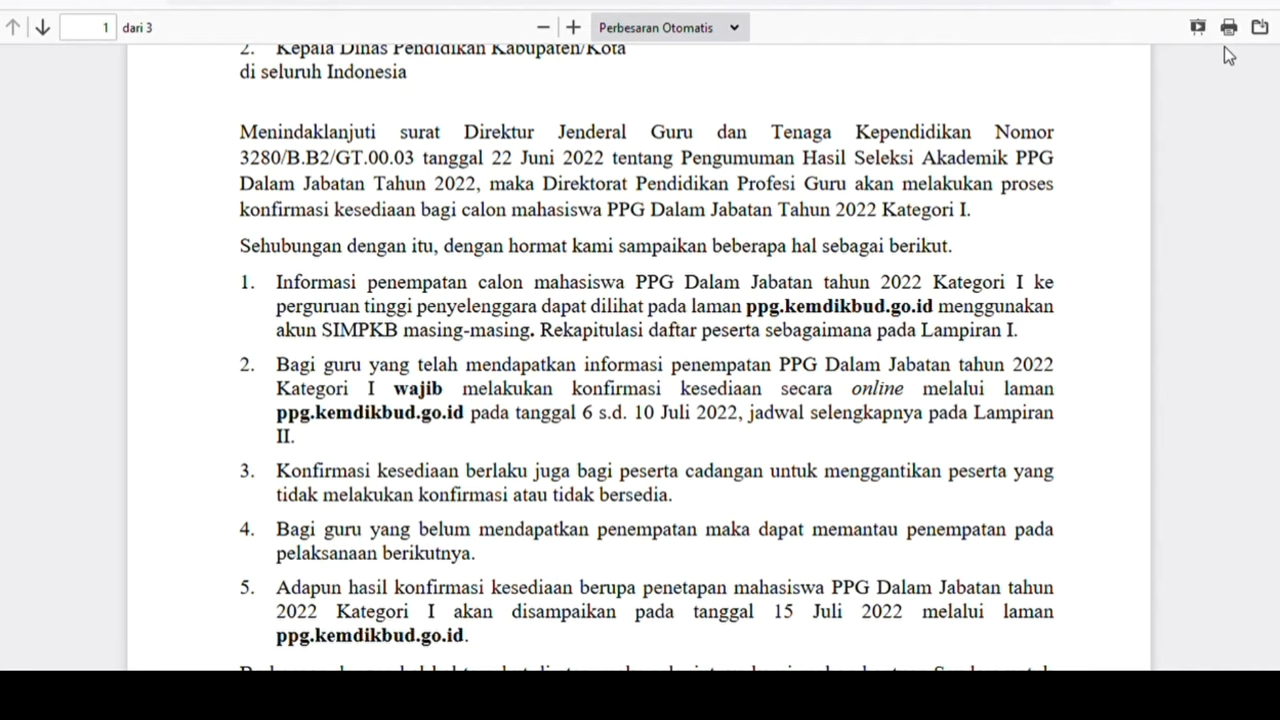 1 dari 3
Perbesaran Otomatis
2. Kepala Dinas Pendidikan Kabupaten/Kota
di seluruh Indonesia
Menindaklanjuti surat Direktur Jenderal Guru dan Tenaga Kependidikan Nomor
3280/B.B2/GT.00.03 tanggal 22 Juni 2022 tentang Pengumuman Hasil Seleksi Akademik PPG
Dalam Jabatan Tahun 2022, maka Direktorat Pendidikan Profesi Guru akan melakukan proses
konfirmasi kesediaan bagi calon mahasiswa PPG Dalam Jabatan Tahun 2022 Kategori I.
Sehubungan dengan itu, dengan hormat kami sampaikan beberapa hal sebagai berikut.
1. Informasi penempatan calon mahasiswa PPG Dalam Jabatan tahun 2022 Kategori I ke
perguruan tinggi penyelenggara dapat dilihat pada laman ppg.kemdikbud.go.id menggunakan
akun SIMPKB masing-masing. Rekapitulasi daftar peserta sebagaimana pada Lampiran I.
2. Bagi guru yang telah mendapatkan informasi penempatan PPG Dalam Jabatan tahun 2022
Kategori I wajib melakukan konfirmasi kesediaan secara online melalui laman
ppg.kemdikbud.go.id pada tanggal 6 s.d. 10 Juli 2022, jadwal selengkapnya pada Lampiran
II.
3. Konfirmasi kesediaan berlaku juga bagi peserta cadangan untuk menggantikan peserta yang
tidak melakukan konfirmasi atau tidak bersedia.
4. Bagi guru yang belum mendapatkan penempatan maka dapat memantau penempatan pada
pelaksanaan berikutnya.
5. Adapun hasil konfirmasi kesediaan berupa penetapan mahasiswa PPG Dalam Jabatan tahun
2022 Kategori I akan disampaikan pada tanggal 15 Juli 2022 melalui laman
ppg.kemdikbud.go.id.